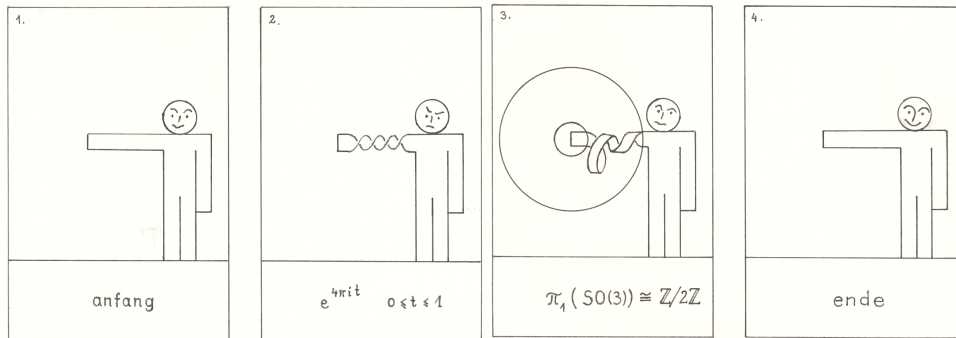 1.
anfang
2.
e^{4πit} 0 ⩽ t ⩽ 1
3.
π₁ ( SO(3)) ≅ ℤ/2ℤ
4.
ende